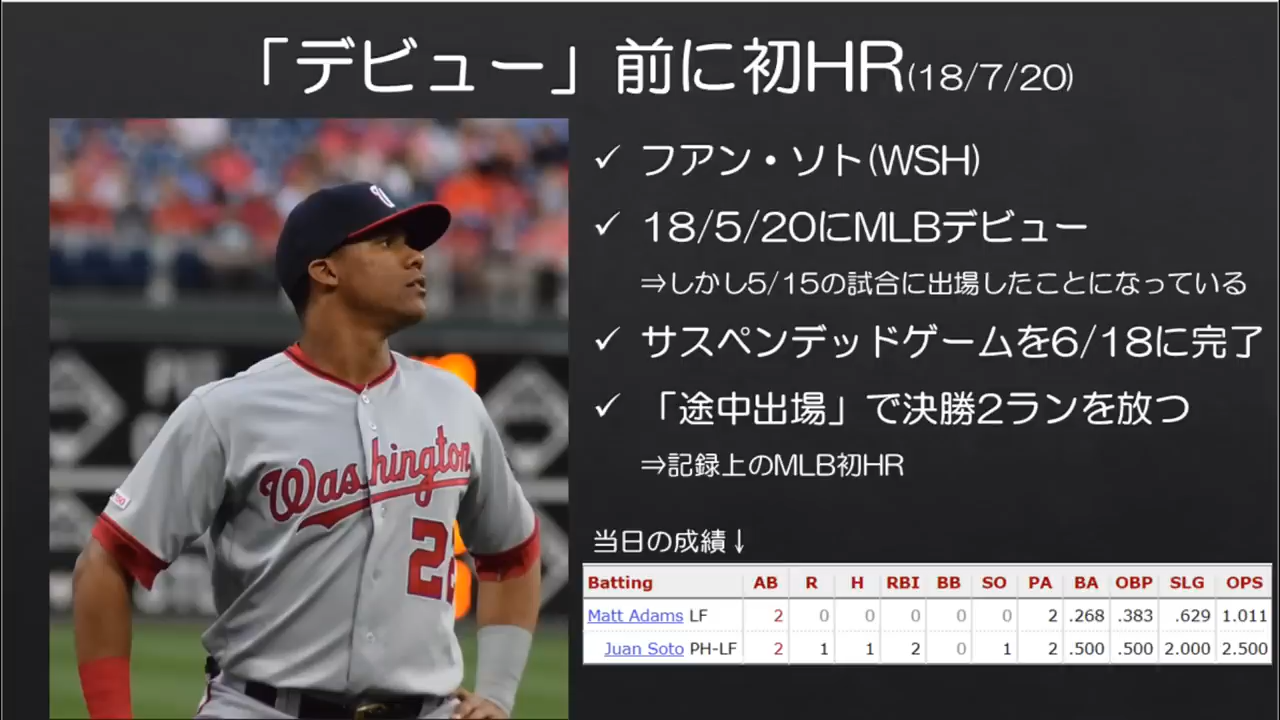 「デビュー」前に初HR(18/7/20)
✓ フアン・ソト(WSH)
✓ 18/5/20にMLBデビュー
⇒しかし5/15の試合に出場したことになっている
✓ サスペンデッドゲームを6/18に完了
✓ 「途中出場」で決勝2ランを放つ
⇒記録上のMLB初HR
Washington
22
当日の成績↓
Batting AB R H RBI BB SO PA BA OBP SLG OPS
Matt Adams LF 2 0 0 0 0 0 2 .268 .383 .629 1.011
Juan Soto PH-LF 2 1 1 2 0 1 2 .500 .500 2.000 2.500